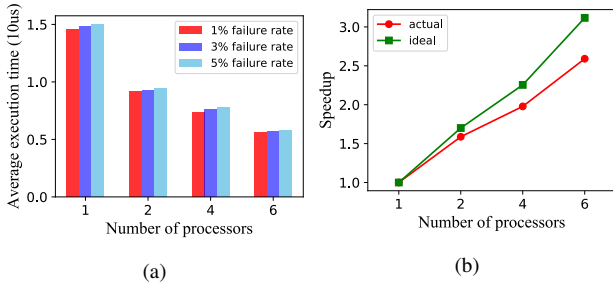 Average execution time (10us)
1.5
1.0
0.5
0.0
1% failure rate
3% failure rate
5% failure rate
1 2 4 6
Number of processors
(a)
Speedup
3.0
2.5
2.0
1.5
1.0
actual
ideal
1 2 4 6
Number of processors
(b)